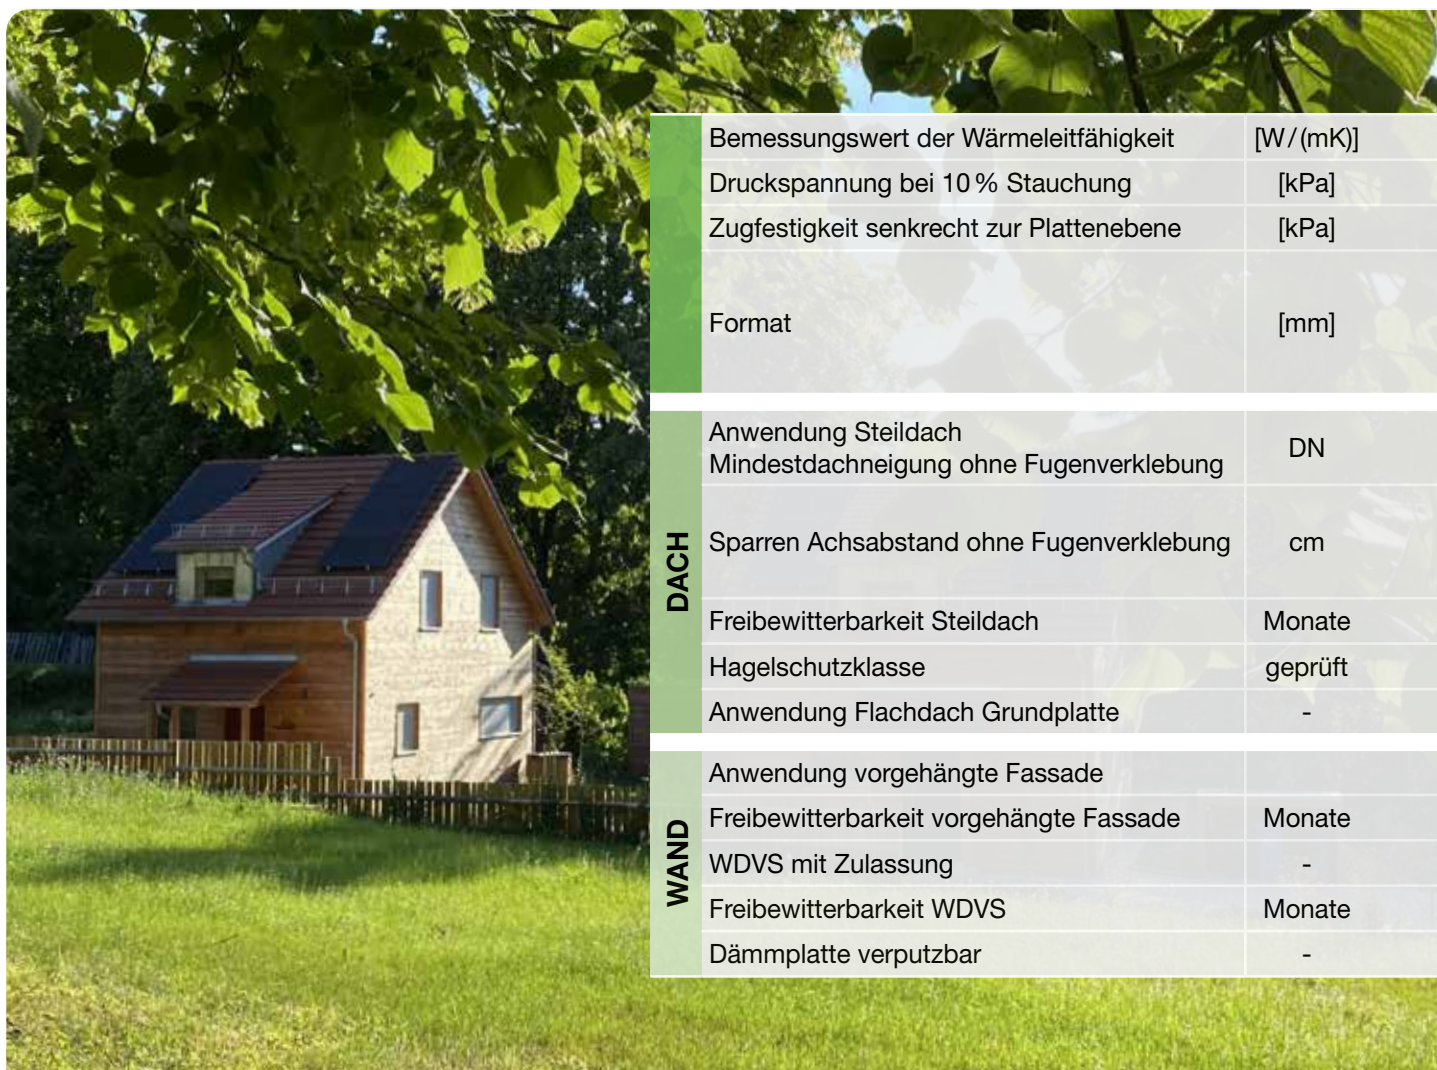 Bemessungswert der Wärmeleitfähigkeit [W/(mK)]
Druckspannung bei 10 % Stauchung [kPa]
Zugfestigkeit senkrecht zur Plattenebene [kPa]
Format [mm]
DACH
Anwendung Steildach
Mindestdachneigung ohne Fugenverklebung DN
Sparren Achsabstand ohne Fugenverklebung cm
Freibewitterbarkeit Steildach Monate
Hagelschutzklasse geprüft
Anwendung Flachdach Grundplatte -
WAND
Anwendung vorgehängte Fassade
Freibewitterbarkeit vorgehängte Fassade Monate
WDVS mit Zulassung -
Freibewitterbarkeit WDVS Monate
Dämmplatte verputzbar -